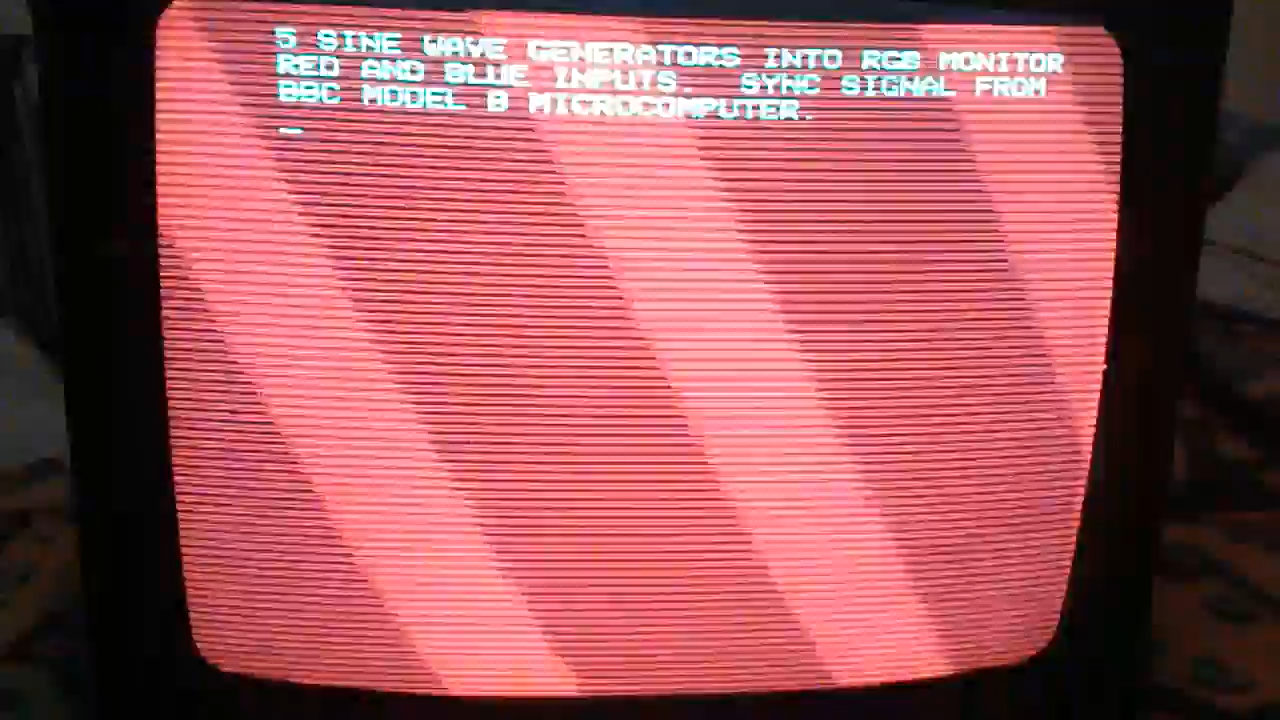 5 SINE WAVE GENERATORS INTO RGB MONITOR
RED AND BLUE INPUTS. SYNC SIGNAL FROM
BBC MODEL B MICROCOMPUTER.